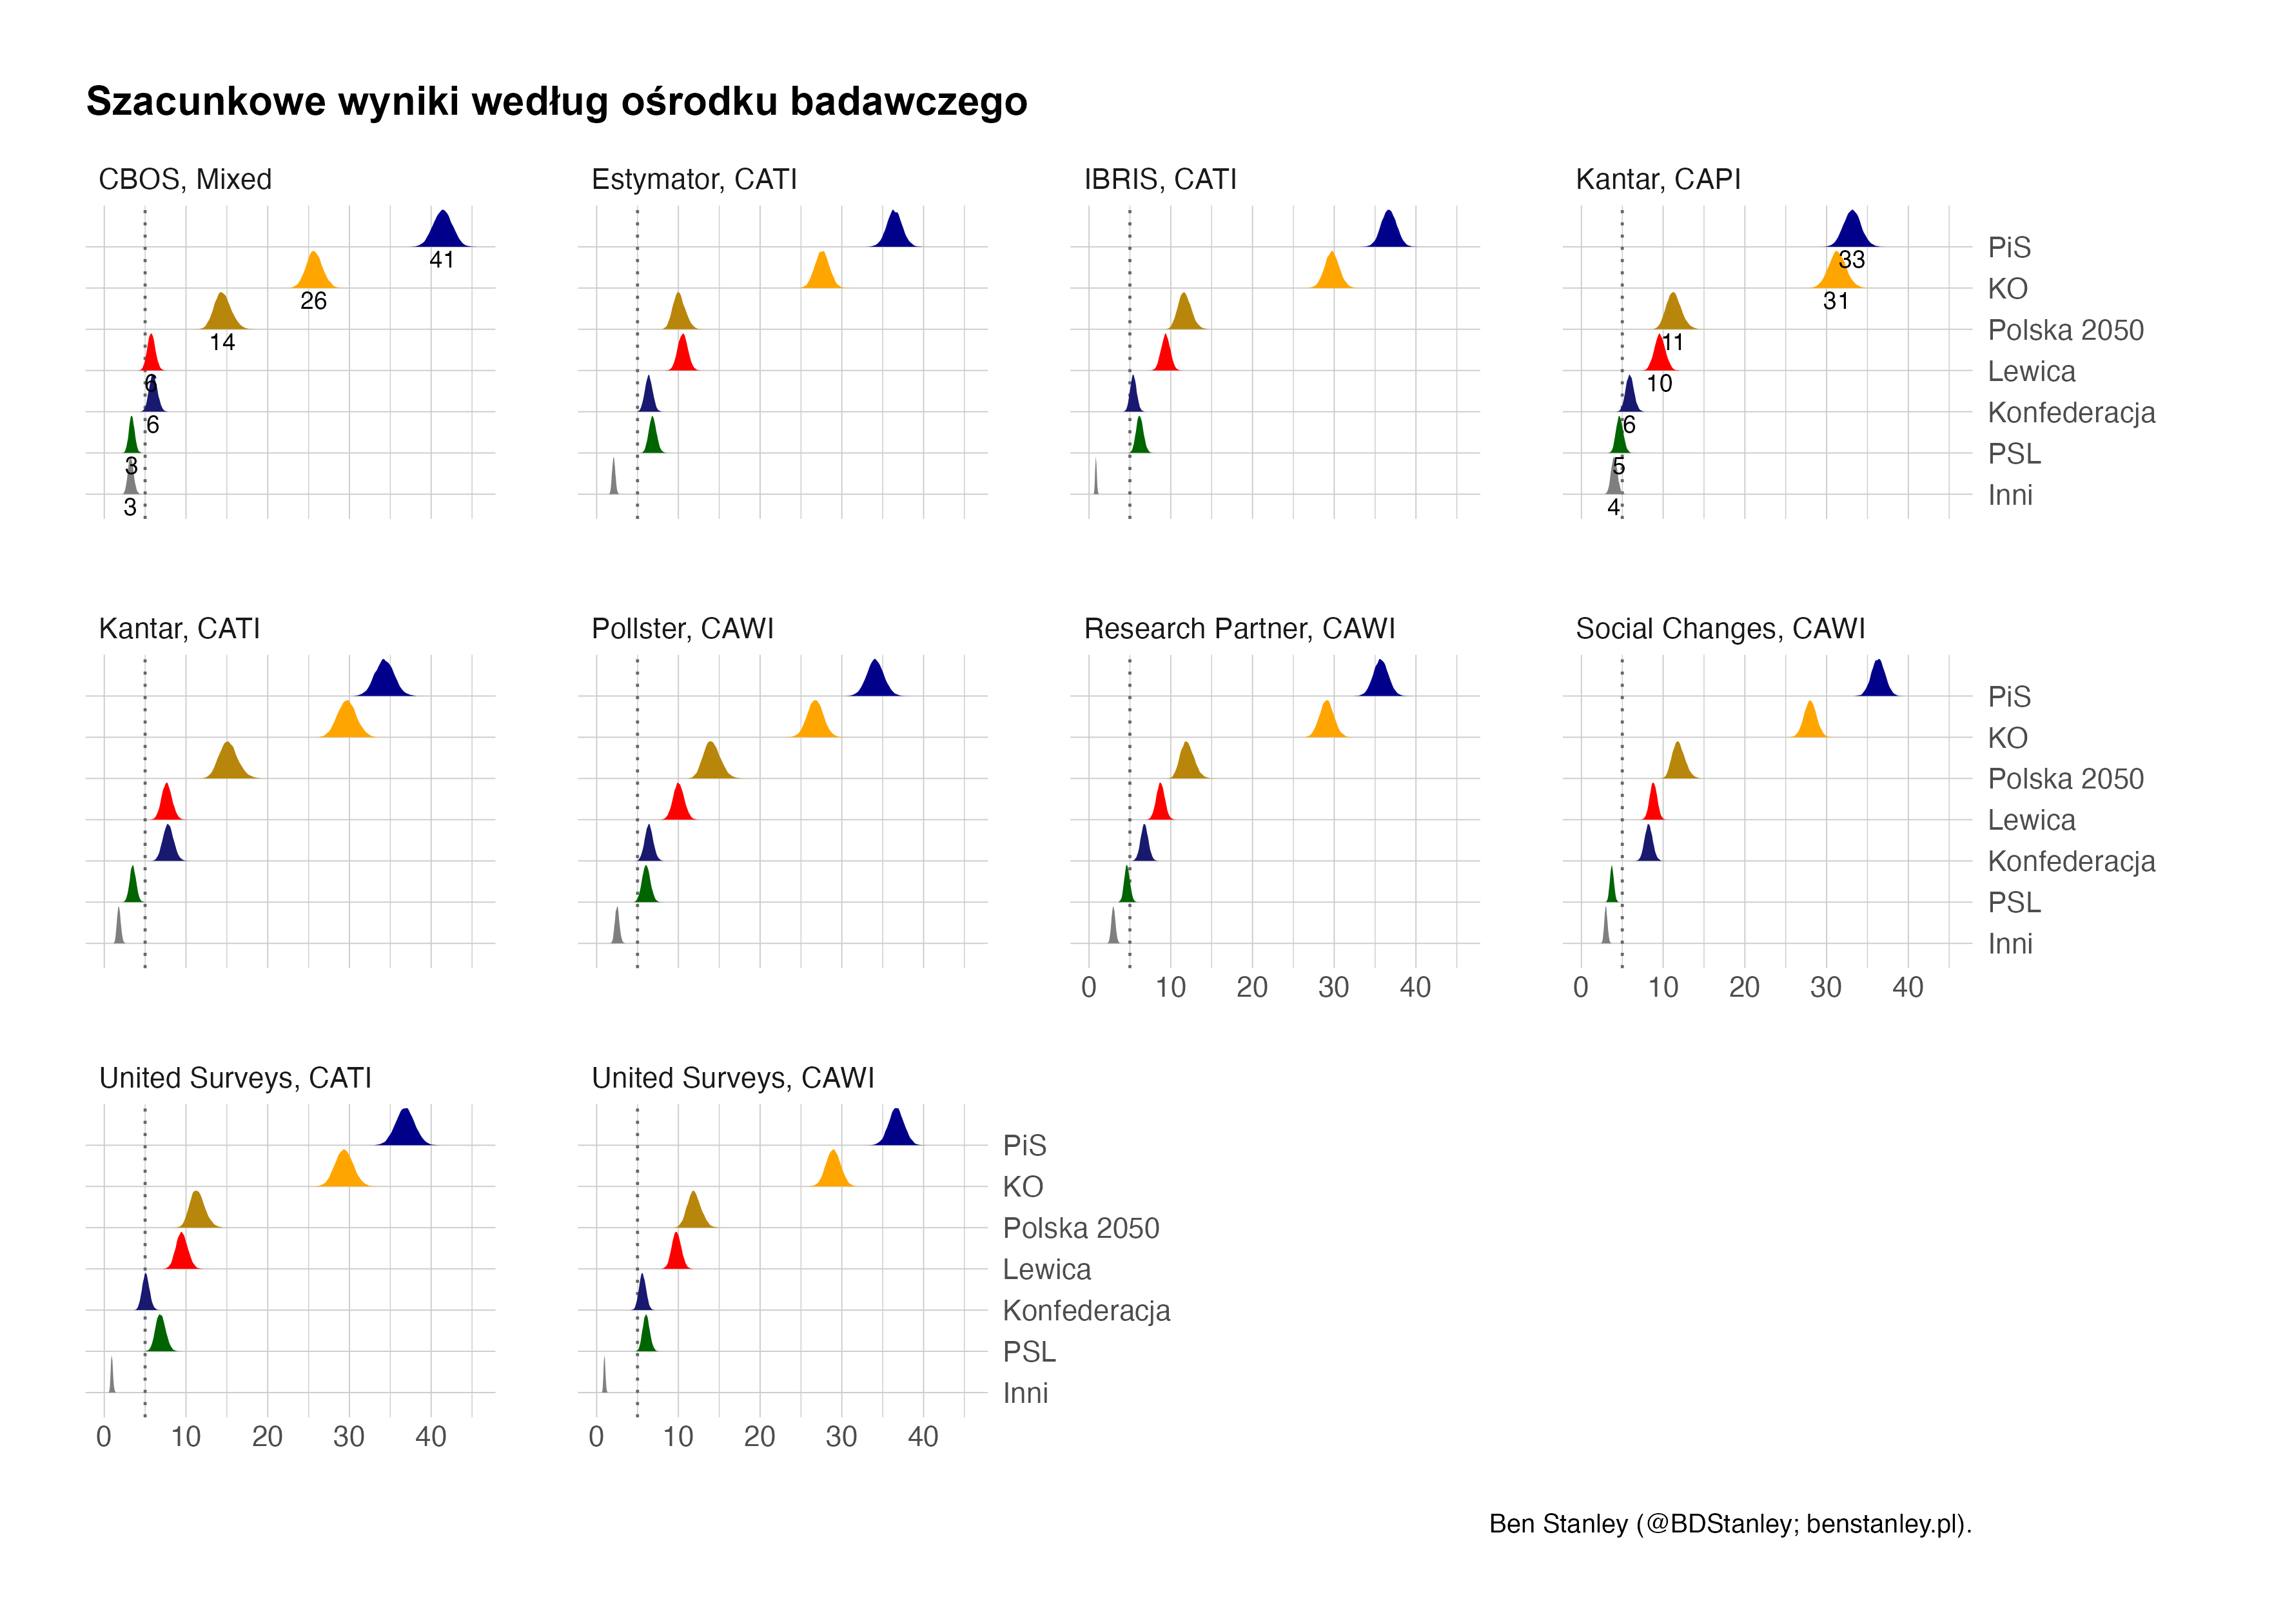 Szacunkowe wyniki według ośrodku badawczego
CBOS, Mixed
41
26
14
6
6
3
3
Estymator, CATI
IBRIS, CATI
Kantar, CAPI
33
31
11
10
6
5
4
PiS
KO
Polska 2050
Lewica
Konfederacja
PSL
Inni
Kantar, CATI
Pollster, CAWI
Research Partner, CAWI
0 10 20 30 40
Social Changes, CAWI
0 10 20 30 40
PiS
KO
Polska 2050
Lewica
Konfederacja
PSL
Inni
United Surveys, CATI
0 10 20 30 40
United Surveys, CAWI
0 10 20 30 40
PiS
KO
Polska 2050
Lewica
Konfederacja
PSL
Inni
Ben Stanley (@BDStanley; benstanley.pl).